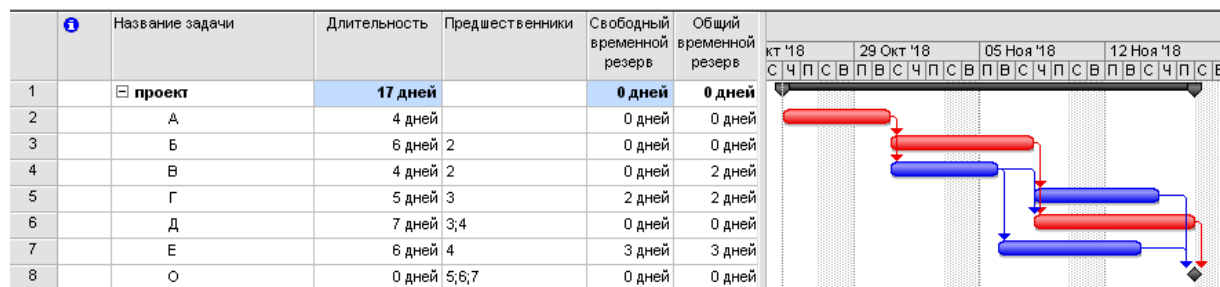 Название задачи Длительность Предшественники Свободный временной резерв Общий временной резерв
кт '18 29 Окт '18 05 Ноя '18 12 Ноя '18
С Ч П С В П В С Ч П С В П В С Ч П С В П В С Ч П С В
1 проект 17 дней 0 дней 0 дней
2 А 4 дней 0 дней 0 дней
3 Б 6 дней 2 0 дней 0 дней
4 В 4 дней 2 0 дней 2 дней
5 Г 5 дней 3 2 дней 2 дней
6 Д 7 дней 3;4 0 дней 0 дней
7 Е 6 дней 4 3 дней 3 дней
8 О 0 дней 5;6;7 0 дней 0 дней